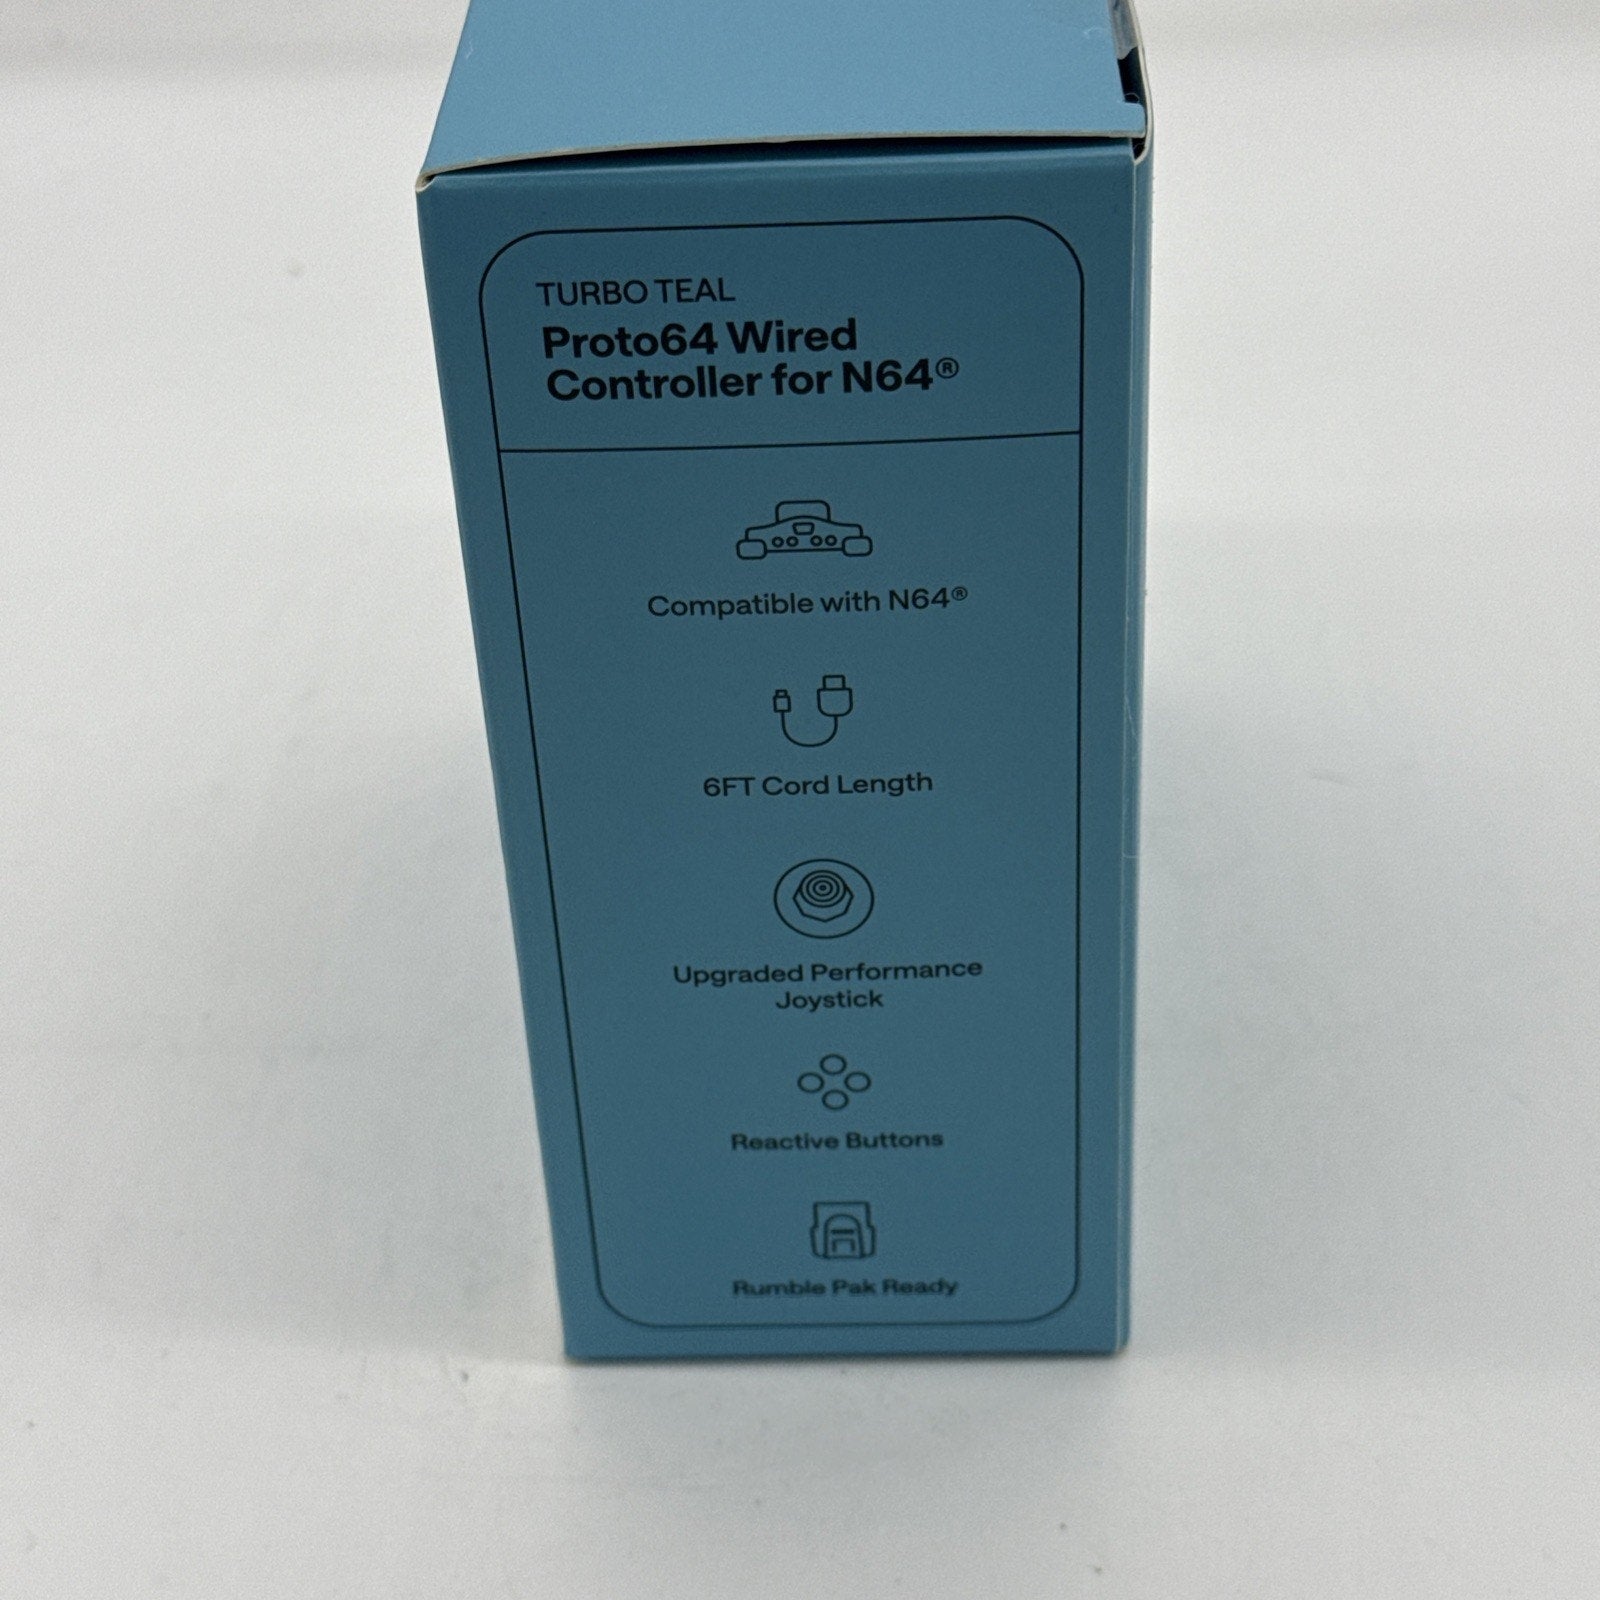 TURBO TEAL
Proto64 Wired
Controller for N64®
Compatible with N64®
6FT Cord Length
Upgraded Performance
Joystick
Reactive Buttons
Rumble Pak Ready